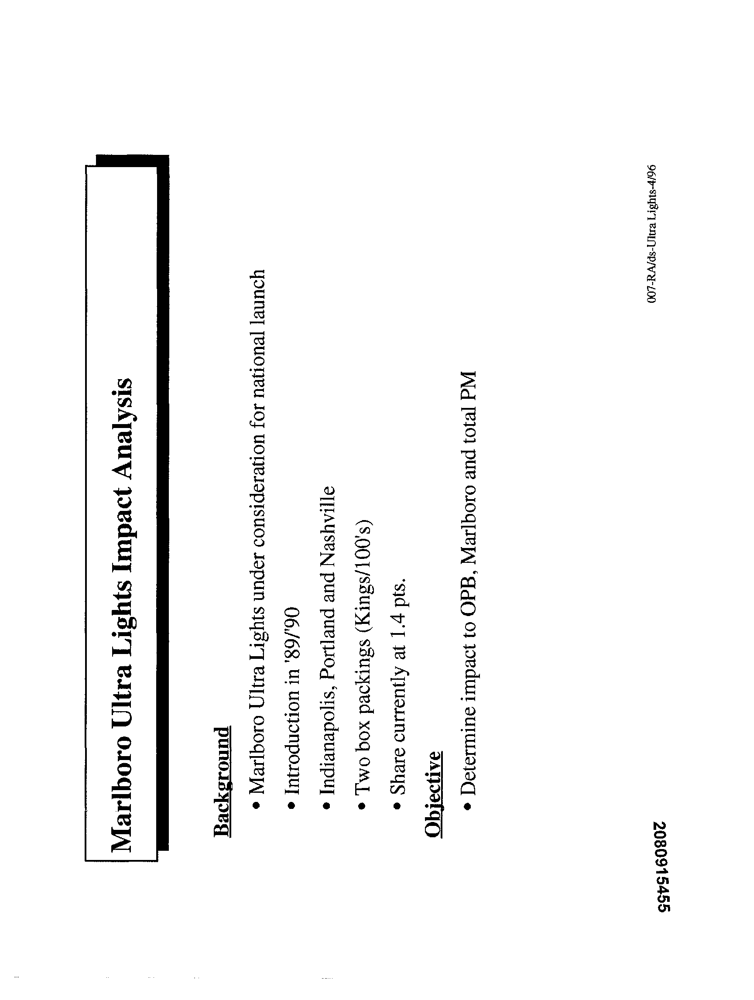 Marlboro Ultra Lights Impact Analysis
Background
• Marlboro Ultra Lights under consideration for national launch
• Introduction in '89/'90
• Indianapolis, Portland and Nashville
• Two box packings (Kings/100's)
• Share currently at 1.4 pts.
Objective
• Determine impact to OPB, Marlboro and total PM
007-RA/ds-Ultra Lights-4/96
2080915455